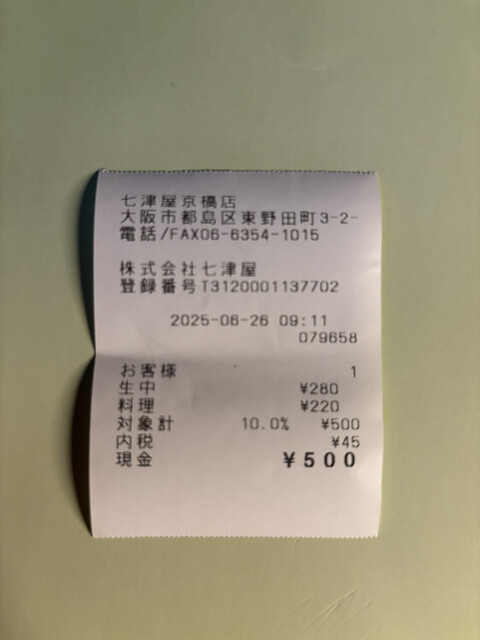 七津屋京橋店
大阪市都島区東野田町3-2-
電話/FAX06-6354-1015
株式会社七津屋
登録番号T3120001137702
2025-06-26 09:11
079658
お客様 1
生中 ¥280
料理 ¥220
対象計 10.0% ¥500
内税 ¥45
現金 ¥500